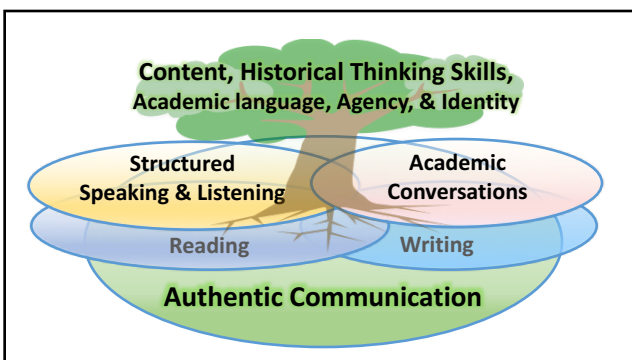 Content, Historical Thinking Skills,
Academic language, Agency, & Identity
Structured
Speaking & Listening
Academic
Conversations
Reading
Writing
Authentic Communication